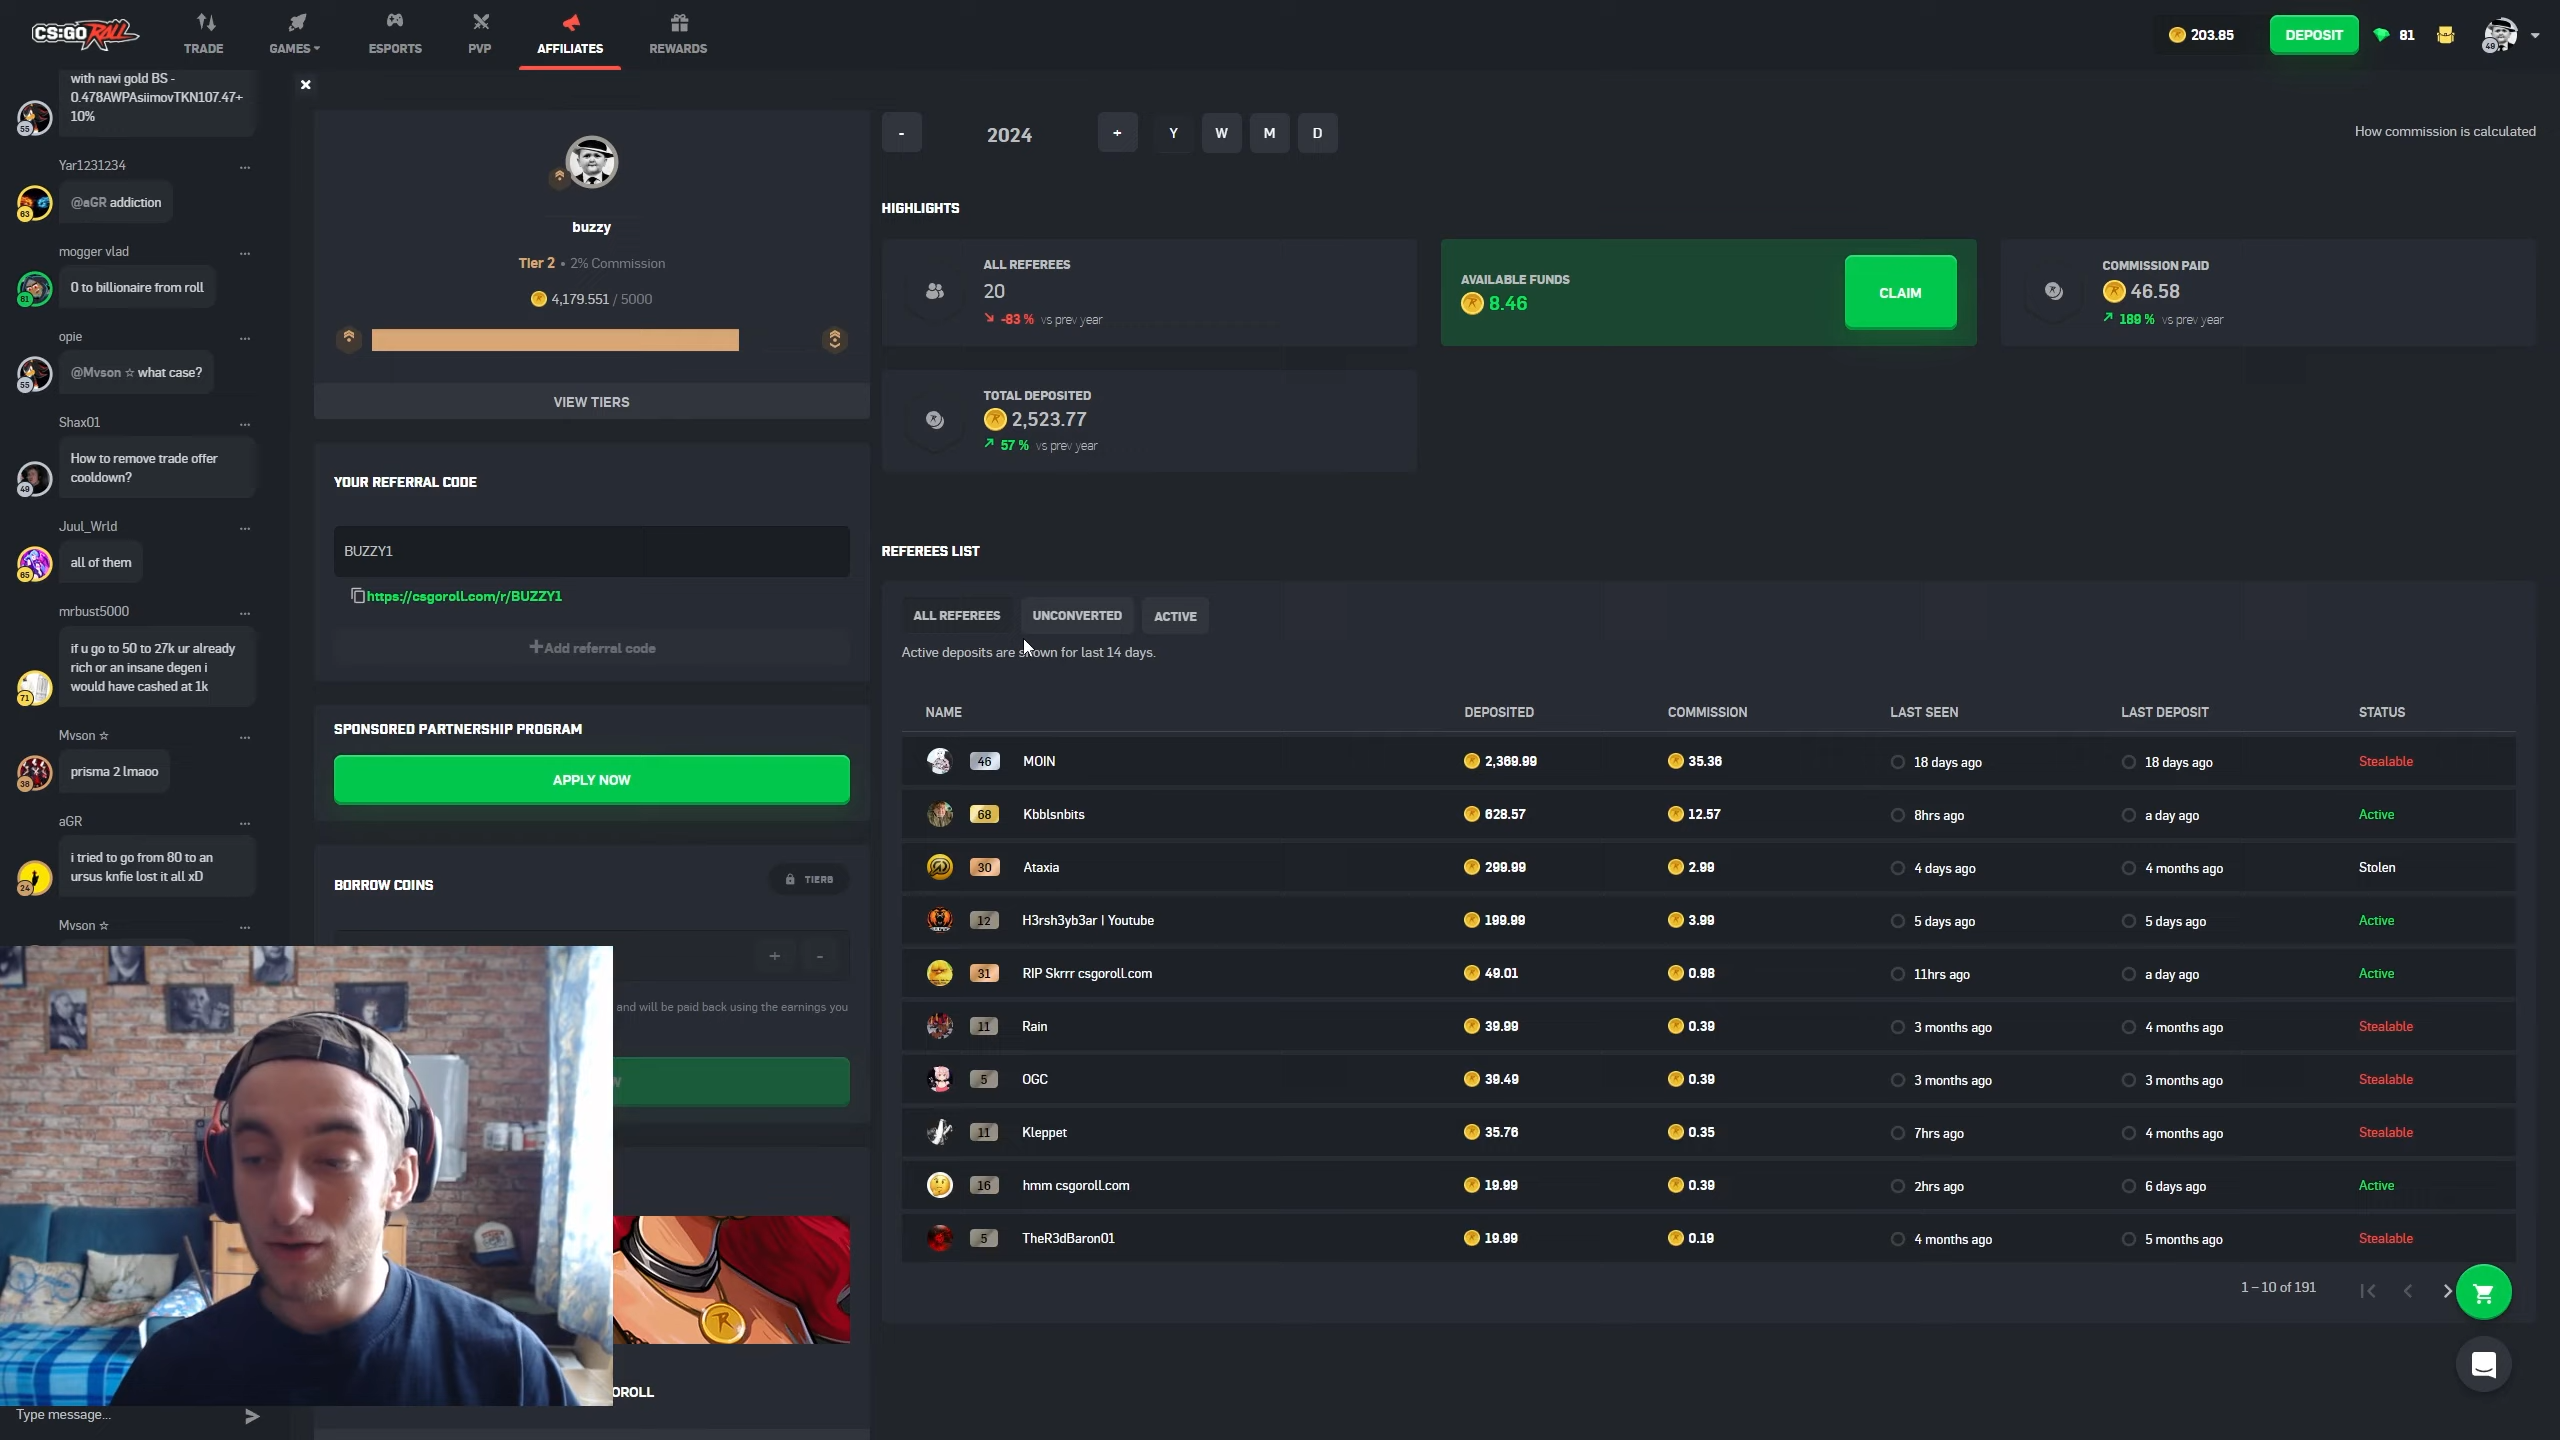 CS:GO ROLL
TRADE
GAMES
ESPORTS
PVP
AFFILIATES
REWARDS
203.85
DEPOSIT
81
49
with navi gold BS -
0.478AWPAsiimovTKN107.47+
10%
55
Yar1231234
...
@aGR addiction
63
mogger vlad
...
0 to billionaire from roll
81
opie
...
@Mvson ☆ what case?
55
Shax01
...
How to remove trade offer
cooldown?
49
Juul_Wrld
...
all of them
65
mrbust5000
...
if u go to 50 to 27k ur already
rich or an insane degen i
would have cashed at 1k
71
Mvson ☆
...
prisma 2 lmaoo
38
aGR
...
i tried to go from 80 to an
ursus knfie lost it all xD
24
Mvson ☆
...
Type message...
buzzy
Tier 2 • 2% Commission
4,179.551 / 5000
VIEW TIERS
YOUR REFERRAL CODE
BUZZY1
https://csgoroll.com/r/BUZZY1
+Add referral code
SPONSORED PARTNERSHIP PROGRAM
APPLY NOW
BORROW COINS
TIER6
+ -
and will be paid back using the earnings you
W
OROLL
- 2024 + Y W M D
How commission is calculated
HIGHLIGHTS
ALL REFEREES
20
-83 % vs prev year
AVAILABLE FUNDS
8.46
CLAIM
COMMISSION PAID
46.58
189 % vs prev year
TOTAL DEPOSITED
2,523.77
57 % vs prev year
REFEREES LIST
ALL REFEREES
UNCONVERTED
ACTIVE
Active deposits are shown for last 14 days.
NAME DEPOSITED COMMISSION LAST SEEN LAST DEPOSIT STATUS
46 MOIN 2,369.99 35.36 18 days ago 18 days ago Stealable
68 Kbblsnbits 628.57 12.57 8hrs ago a day ago Active
30 Ataxia 299.99 2.99 4 days ago 4 months ago Stolen
12 H3rsh3yb3ar | Youtube 199.99 3.99 5 days ago 5 days ago Active
31 RIP Skrrr csgoroll.com 49.01 0.98 11hrs ago a day ago Active
11 Rain 39.99 0.39 3 months ago 4 months ago Stealable
5 OGC 39.49 0.39 3 months ago 3 months ago Stealable
11 Kleppet 35.76 0.35 7hrs ago 4 months ago Stealable
16 hmm csgoroll.com 19.99 0.39 2hrs ago 6 days ago Active
5 TheR3dBaron01 19.99 0.19 4 months ago 5 months ago Stealable
1 – 10 of 191